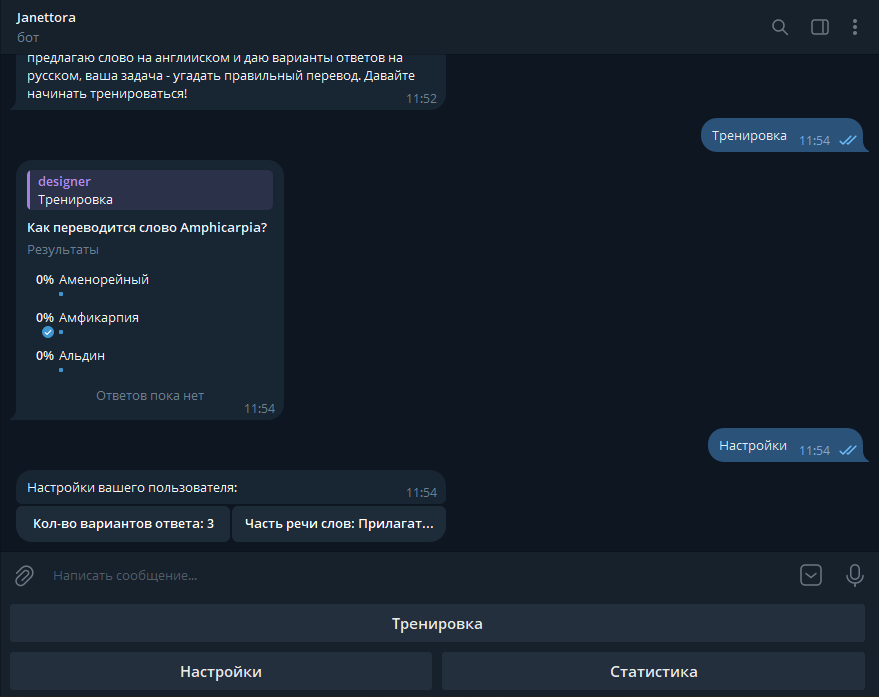 Janettora
бот
предлагаю слово на английском и даю варианты ответов на
русском, ваша задача - угадать правильный перевод. Давайте
начинать тренироваться!
11:52
Тренировка 11:54
designer
Тренировка
Как переводится слово Amphicarpia?
Результаты
0% Аменорейный
0% Амфикарпия
0% Альдин
Ответов пока нет
11:54
Настройки 11:54
Настройки вашего пользователя:
11:54
Кол-во вариантов ответа: 3 Часть речи слов: Прилагат...
Написать сообщение...
Тренировка
Настройки Статистика